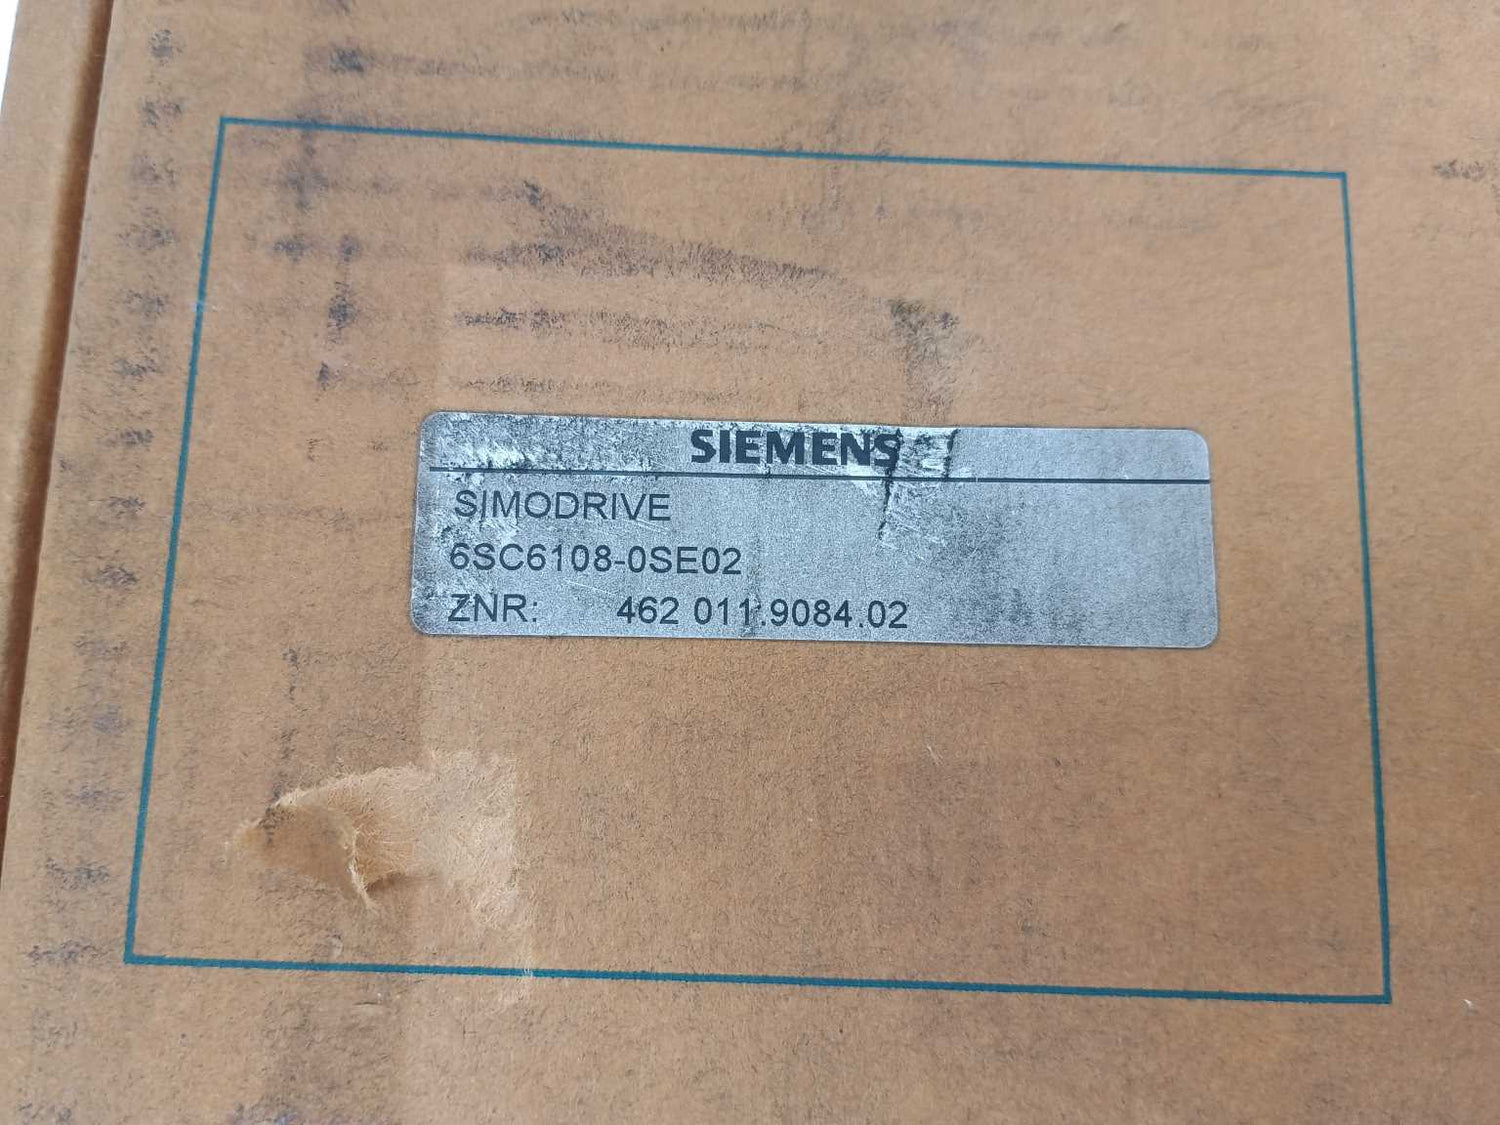 SIEMENS
SIMODRIVE
6SC6108-0SE02
ZNR: 462 011.9084.02